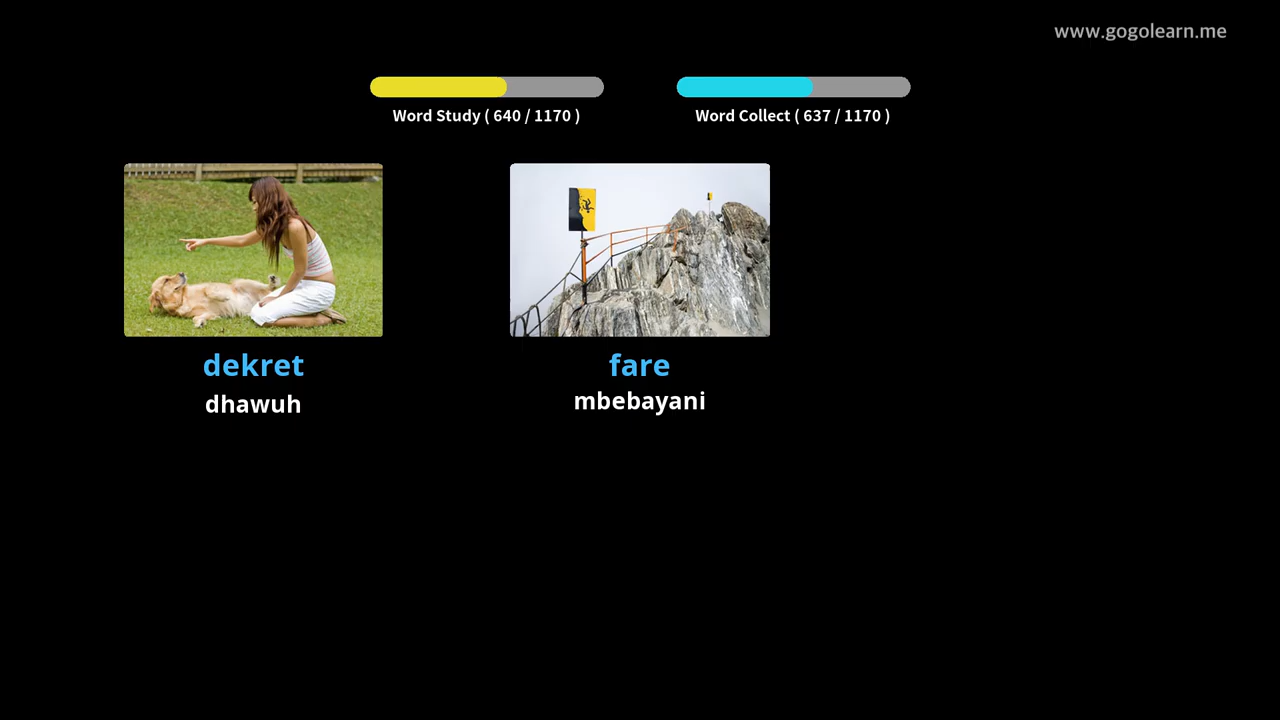 www.gogolearn.me
Word Study ( 640 / 1170 )
Word Collect ( 637 / 1170 )
dekret
dhawuh
fare
mbebayani